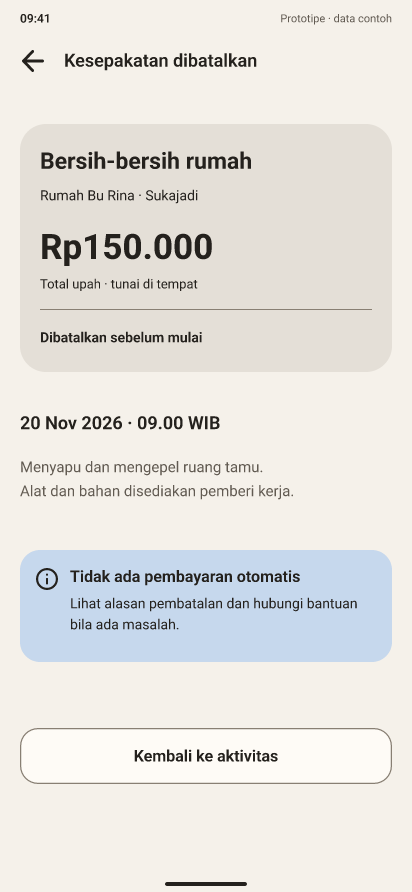 09:41
Prototipe · data contoh
Kesepakatan dibatalkan
Bersih-bersih rumah
Rumah Bu Rina · Sukajadi
Rp150.000
Total upah · tunai di tempat
Dibatalkan sebelum mulai
20 Nov 2026 · 09.00 WIB
Menyapu dan mengepel ruang tamu.
Alat dan bahan disediakan pemberi kerja.
Tidak ada pembayaran otomatis
Lihat alasan pembatalan dan hubungi bantuan
bila ada masalah.
Kembali ke aktivitas